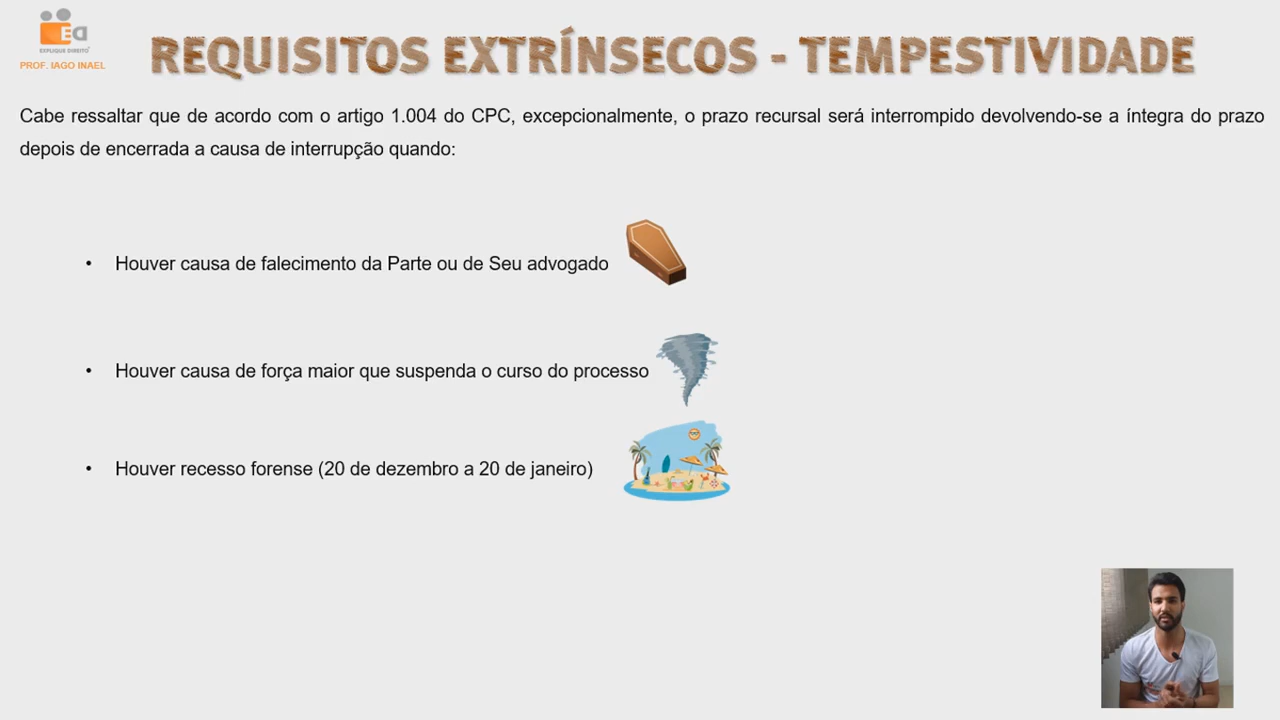 ED
EXPLIQUE DIREITO
PROF. IAGO INAEL
REQUISITOS EXTRÍNSECOS - TEMPESTIVIDADE
Cabe ressaltar que de acordo com o artigo 1.004 do CPC, excepcionalmente, o prazo recursal será interrompido devolvendo-se a íntegra do prazo
depois de encerrada a causa de interrupção quando:
• Houver causa de falecimento da Parte ou de Seu advogado
• Houver causa de força maior que suspenda o curso do processo
• Houver recesso forense (20 de dezembro a 20 de janeiro)